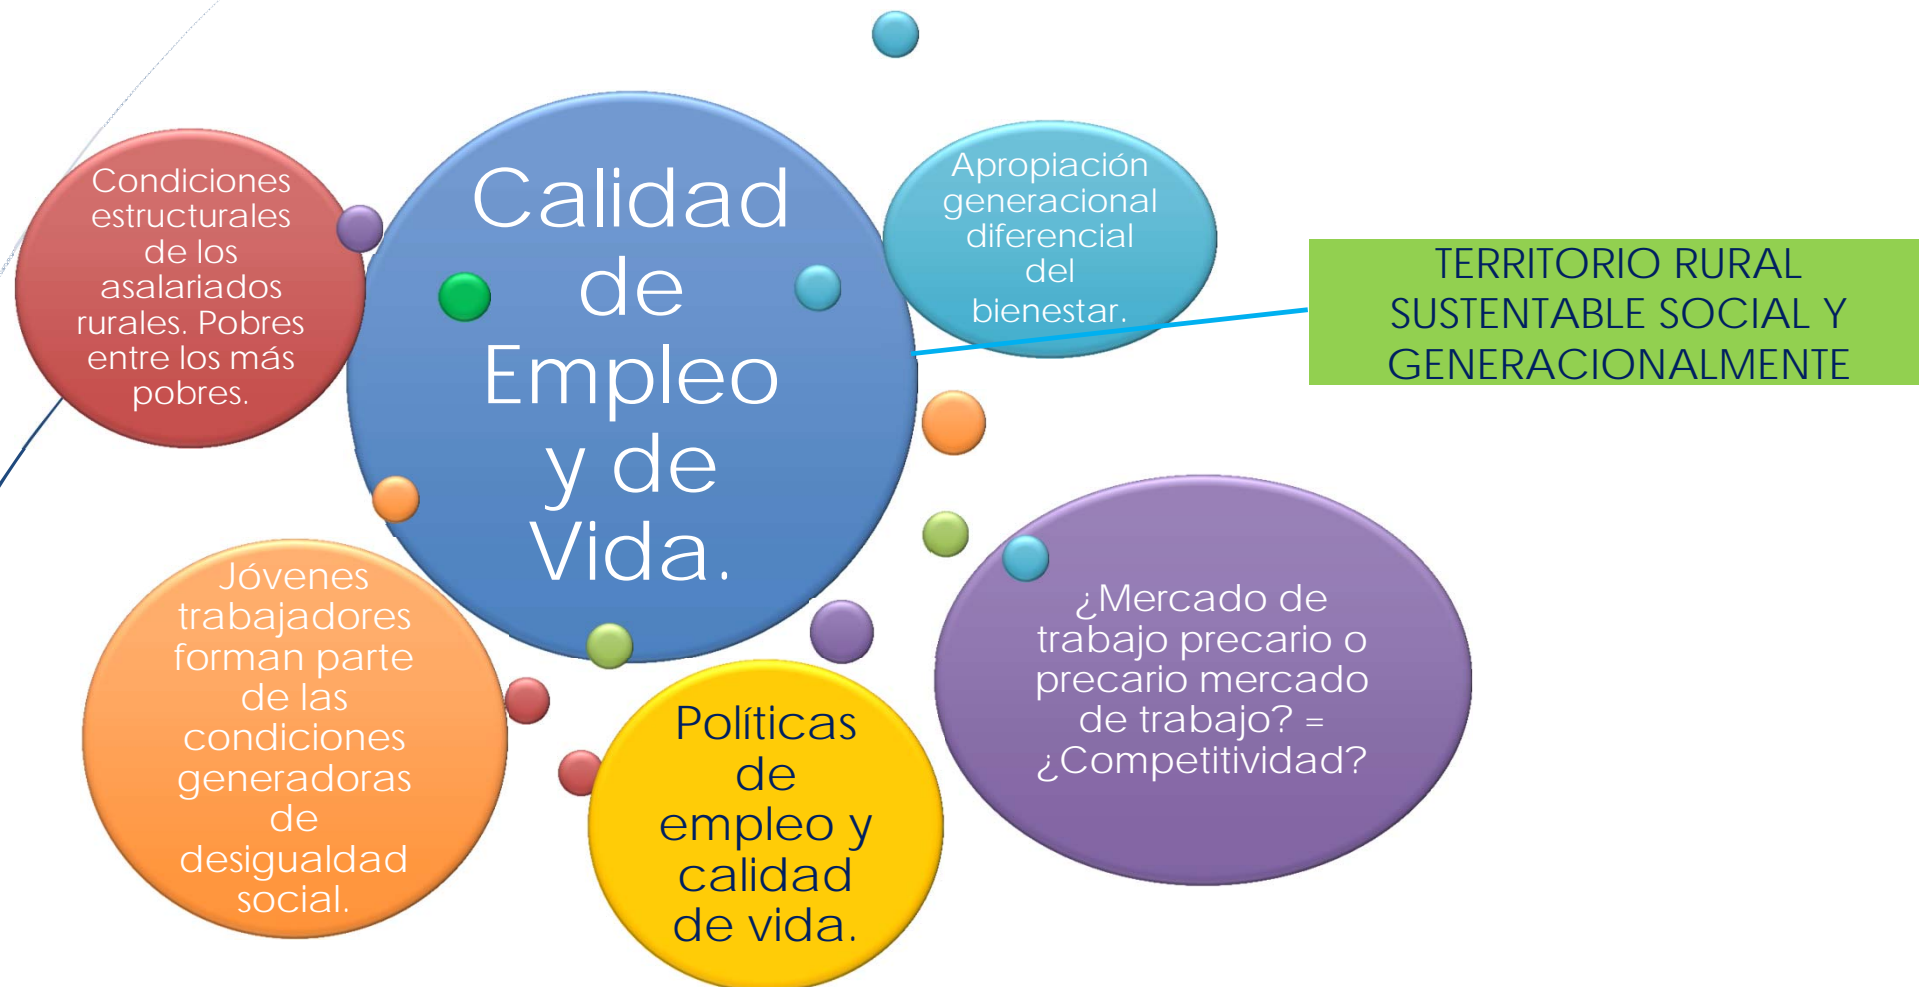 Condiciones
estructurales
de los
asalariados
rurales. Pobres
entre los más
pobres.
Calidad
de
Empleo
y de
Vida.
Apropiación
generacional
diferencial
del
bienestar.
TERRITORIO RURAL
SUSTENTABLE SOCIAL Y
GENERACIONALMENTE
Jóvenes
trabajadores
forman parte
de las
condiciones
generadoras
de
desigualdad
social.
Políticas
de
empleo y
calidad
de vida.
¿Mercado de
trabajo precario o
precario mercado
de trabajo? =
¿Competitividad?